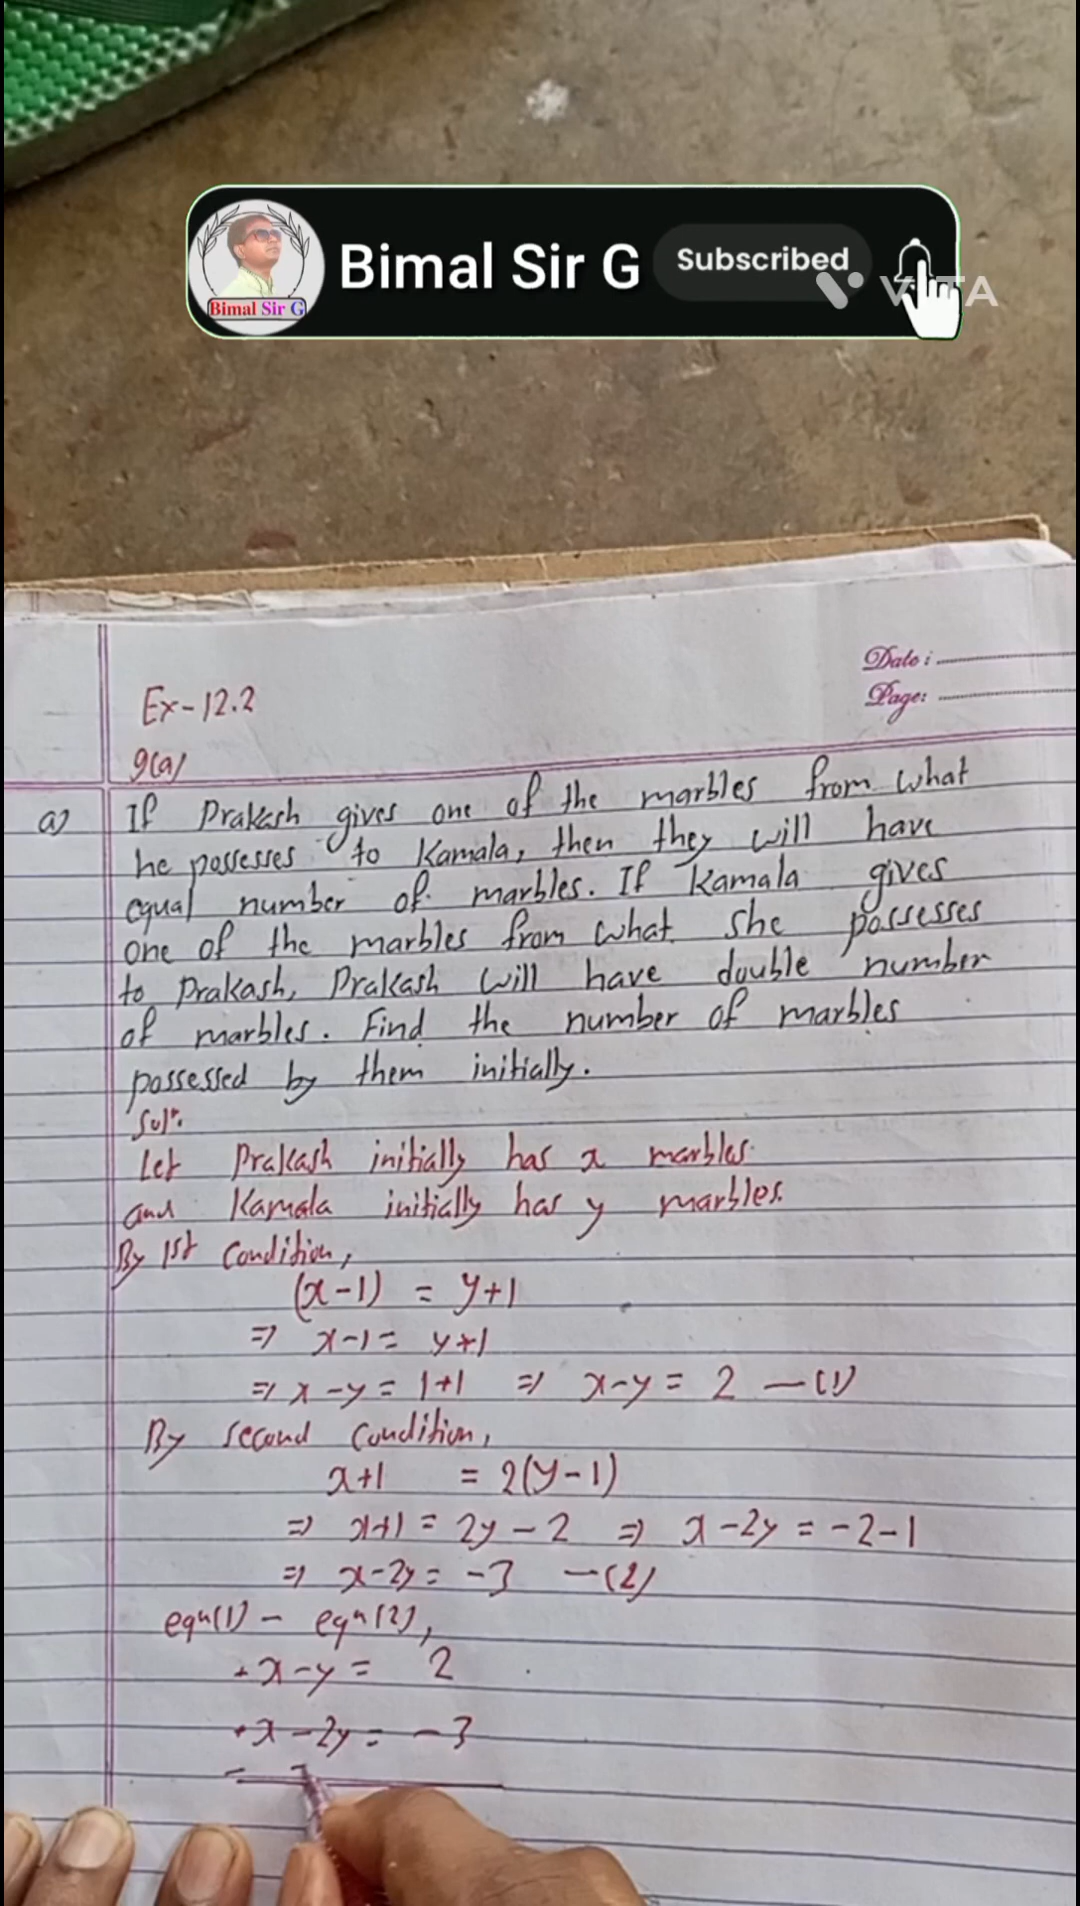 Bimal Sir G
Bimal Sir G Subscribed
VITA
Date:
Page:
Ex-12.2
9(a)
a) If Prakash gives one of the marbles from what
he possesses to Kamala, then they will have
equal number of marbles. If Kamala gives
one of the marbles from what she possesses
to Prakash, Prakash will have double number
of marbles. Find the number of marbles
possessed by them initially.
Solⁿ.
Let Prakash initially has x marbles.
and Kamala initially has y marbles.
By 1st Condition,
(x-1) = y+1
=> x-1 = y+1
=> x-y = 1+1 => x-y = 2 —(1)
By second Condition,
x+1 = 2(y-1)
=> x+1 = 2y-2 => x-2y = -2-1
=> x-2y = -3 —(2)
eqn(1) - eqn(2),
+x-y = 2
+x-2y = -3
-